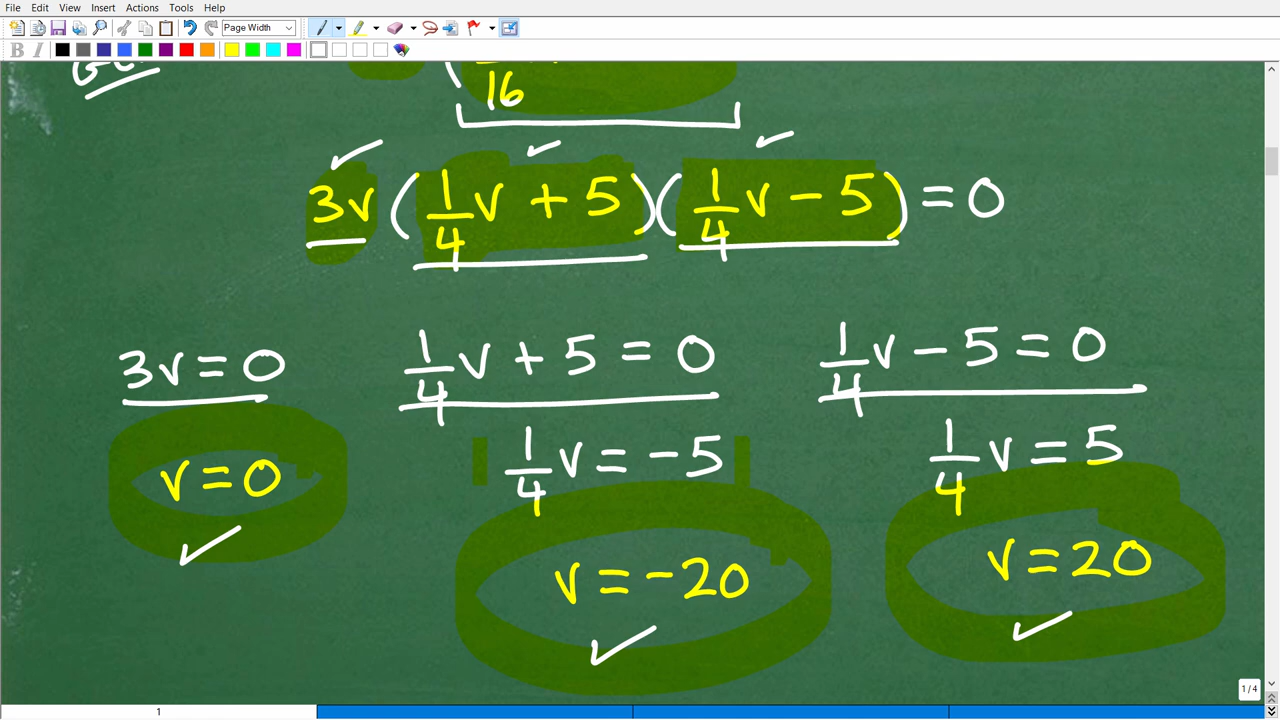 File Edit View Insert Actions Tools Help
Page Width
B I
16
3v(1/4v + 5)(1/4v - 5) = 0
3v = 0
1/4v + 5 = 0
1/4v - 5 = 0
v = 0
1/4v = -5
1/4v = 5
v = -20
v = 20
1/4
1